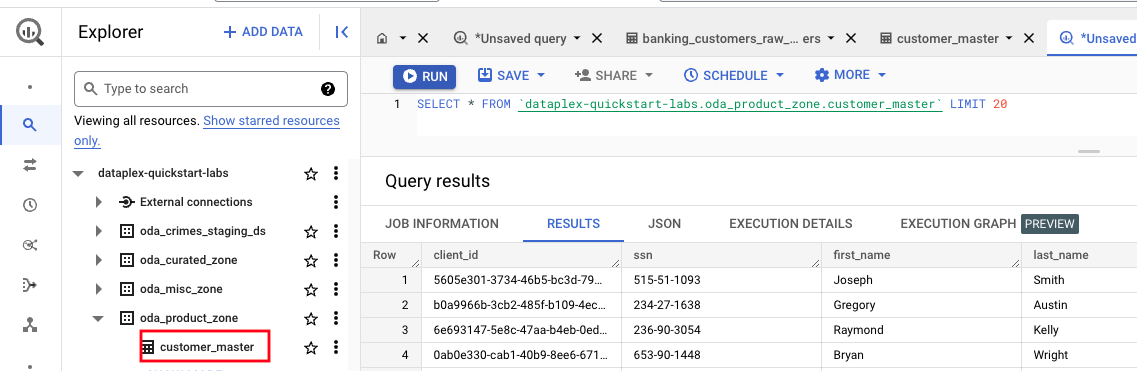 Explorer
+ ADD DATA
*Unsaved query
banking_customers_raw_... ers
customer_master
*Unsaved
Type to search
?
RUN
SAVE
SHARE
SCHEDULE
MORE
Viewing all resources. Show starred resources
only.
1 SELECT * FROM `dataplex-quickstart-labs.oda_product_zone.customer_master` LIMIT 20
dataplex-quickstart-labs
External connections
oda_crimes_staging_ds
oda_curated_zone
oda_misc_zone
oda_product_zone
customer_master
Query results
JOB INFORMATION
RESULTS
JSON
EXECUTION DETAILS
EXECUTION GRAPH PREVIEW
Row client_id ssn first_name last_name
1 5605e301-3734-46b5-bc3d-79... 515-51-1093 Joseph Smith
2 b0a9966b-3cb2-485f-b109-4ec... 234-27-1638 Gregory Austin
3 6e693147-5e8c-47aa-b4eb-0ed... 236-90-3054 Raymond Kelly
4 0ab0e330-cab1-40b9-8ee6-671... 653-90-1448 Bryan Wright